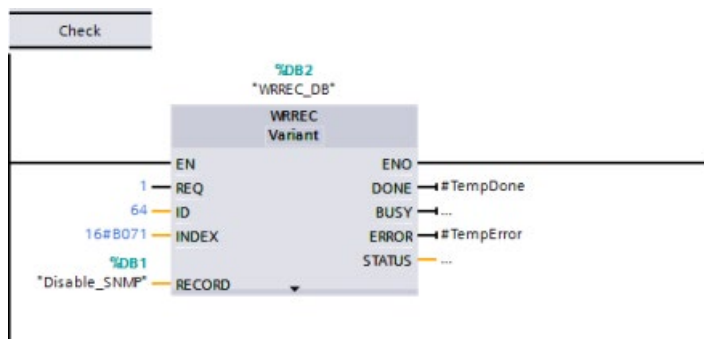 Check
%DB2
"WRREC_DB"
WRREC
Variant
EN ENO
1 REQ DONE #TempDone
64 ID BUSY ...
16#B071 INDEX ERROR #TempError
%DB1 STATUS ...
"Disable_SNMP" RECORD